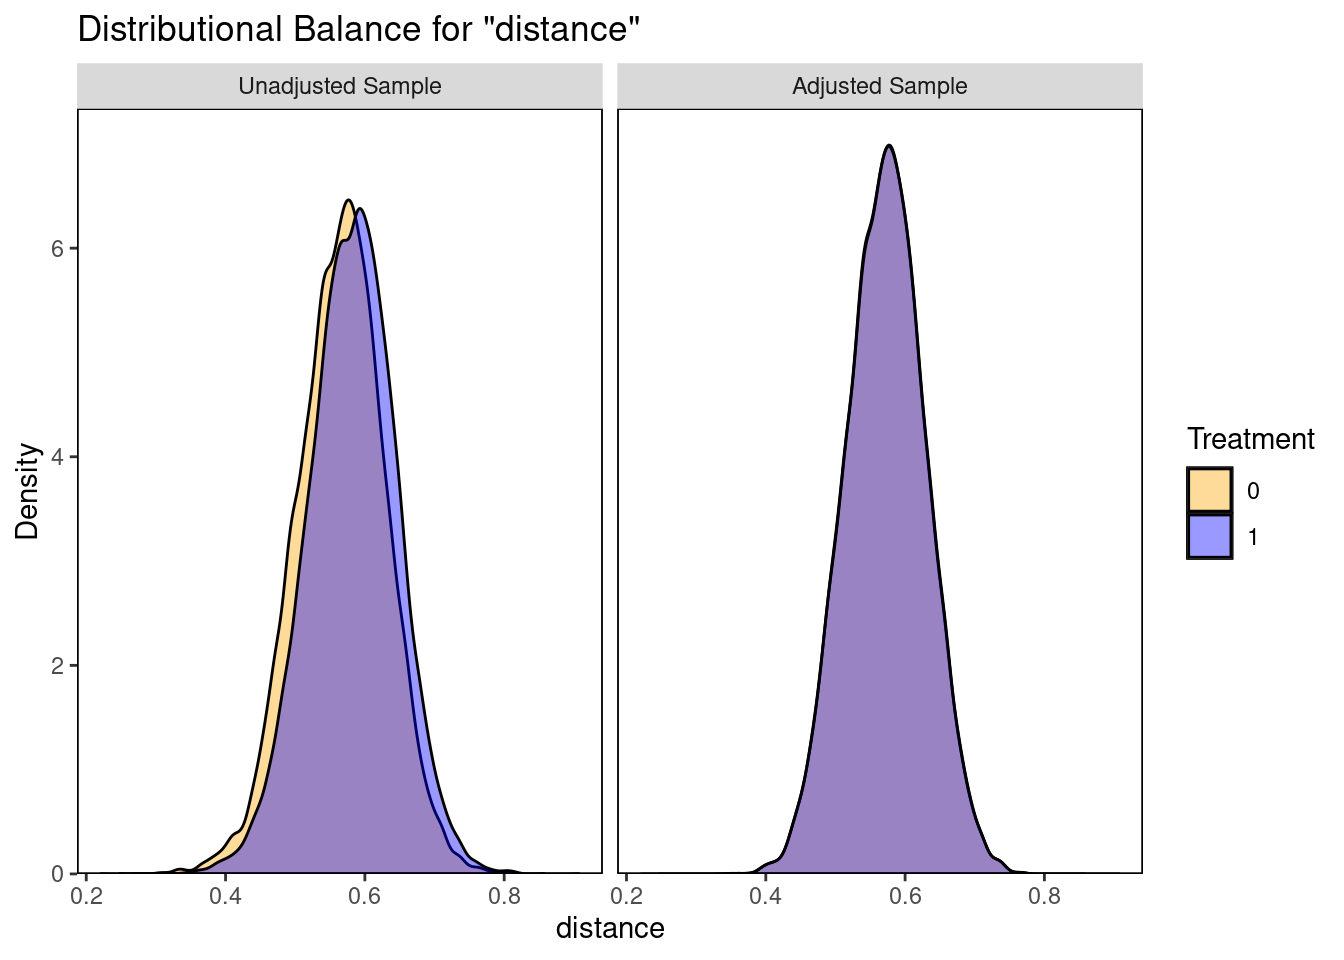 Distributional Balance for "distance"
Unadjusted Sample
Adjusted Sample
Density
6
4
2
0
0.2 0.4 0.6 0.8
0.2 0.4 0.6 0.8
distance
Treatment
0
1